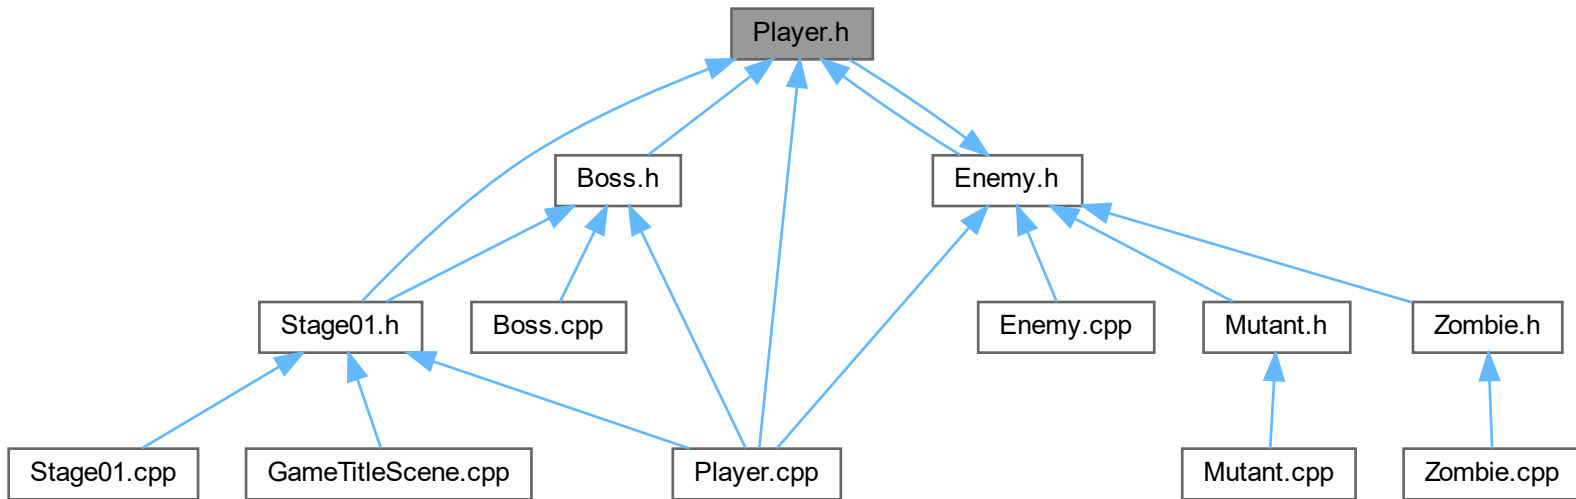 Player.h
Boss.h
Enemy.h
Stage01.h
Boss.cpp
Enemy.cpp
Mutant.h
Zombie.h
Stage01.cpp
GameTitleScene.cpp
Player.cpp
Mutant.cpp
Zombie.cpp